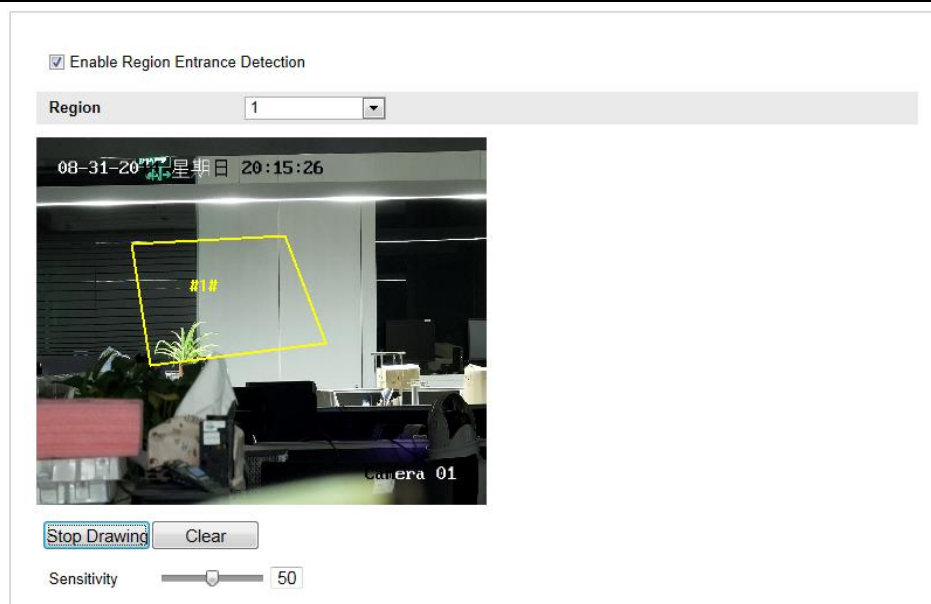 Enable Region Entrance Detection
Region 1
08-31-20 星期日 20:15:26
#1#
Camera 01
Stop Drawing Clear
Sensitivity 50